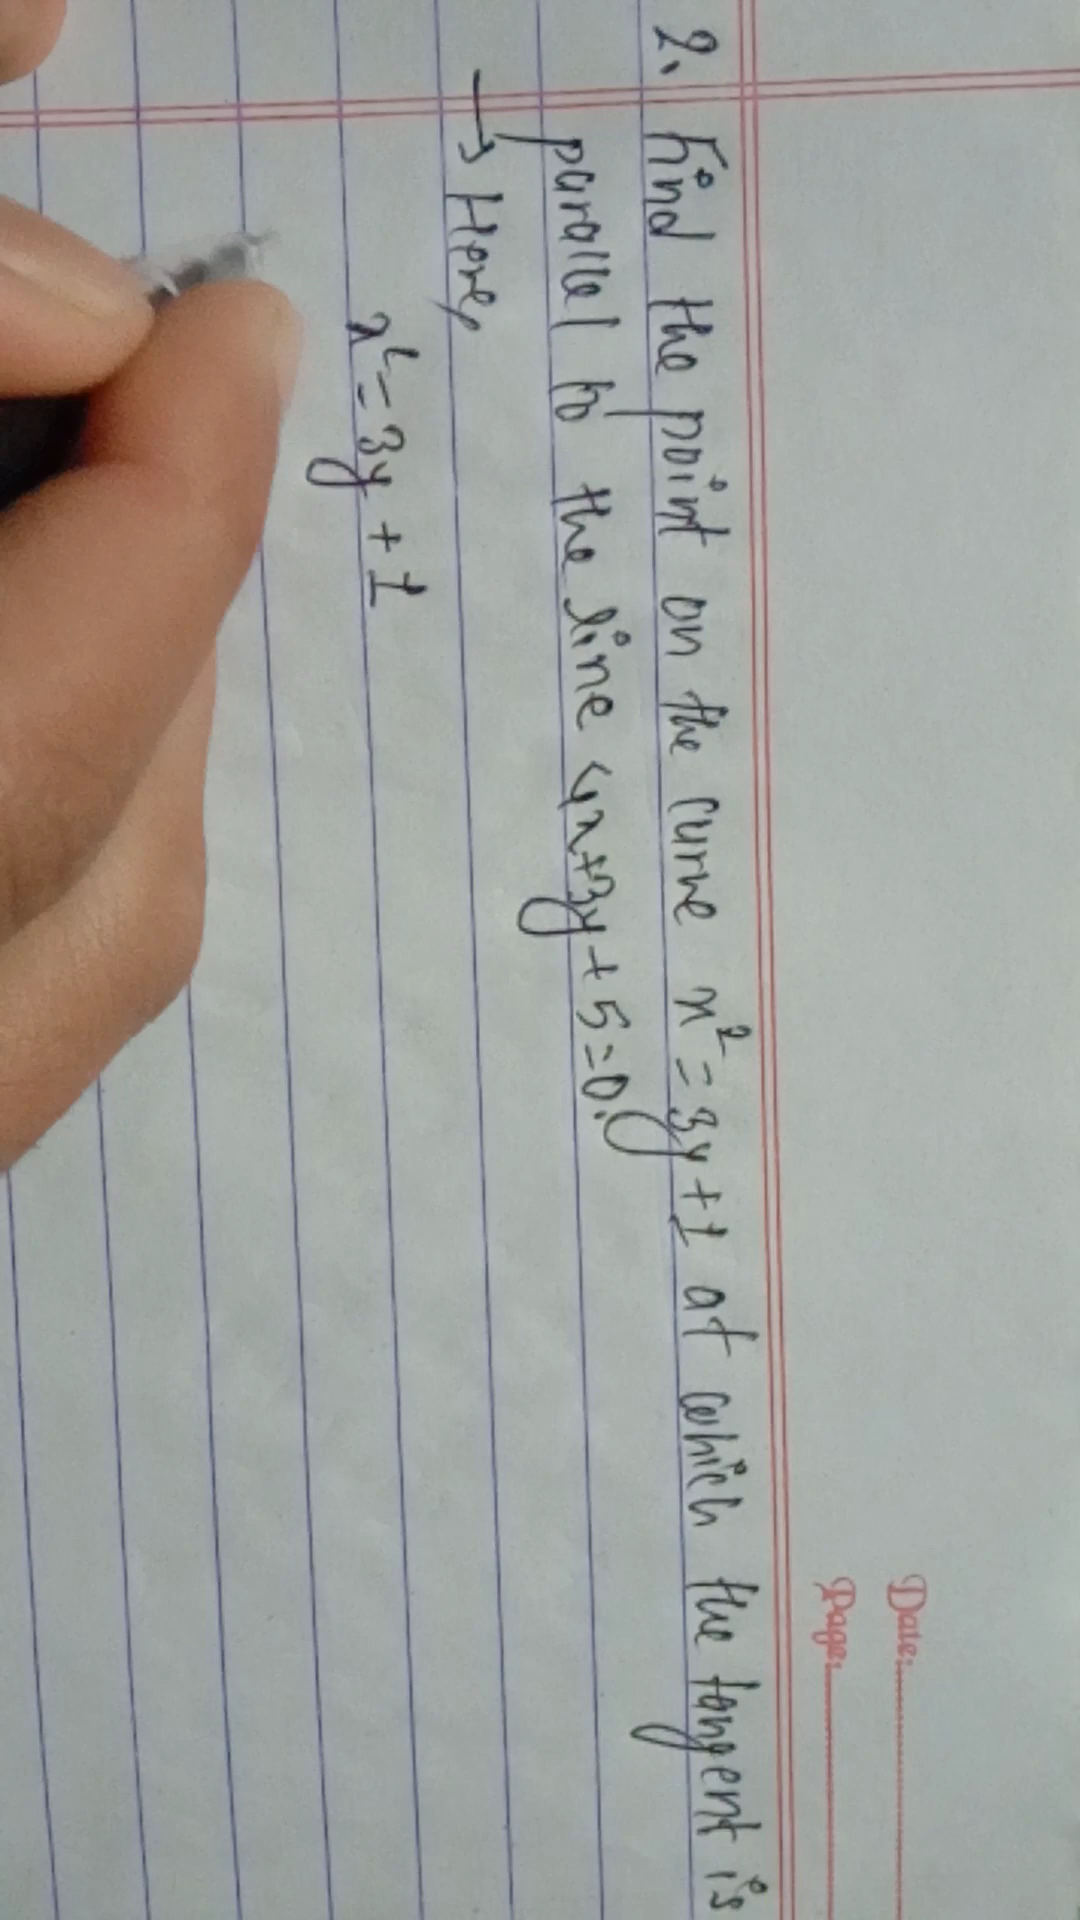 Date:
Page:
2. Find the point on the curve x² = 3y + 1 at which the tangent is
parallel to the line 4x+3y+5=0.
→ Here,
x² = 3y + 1